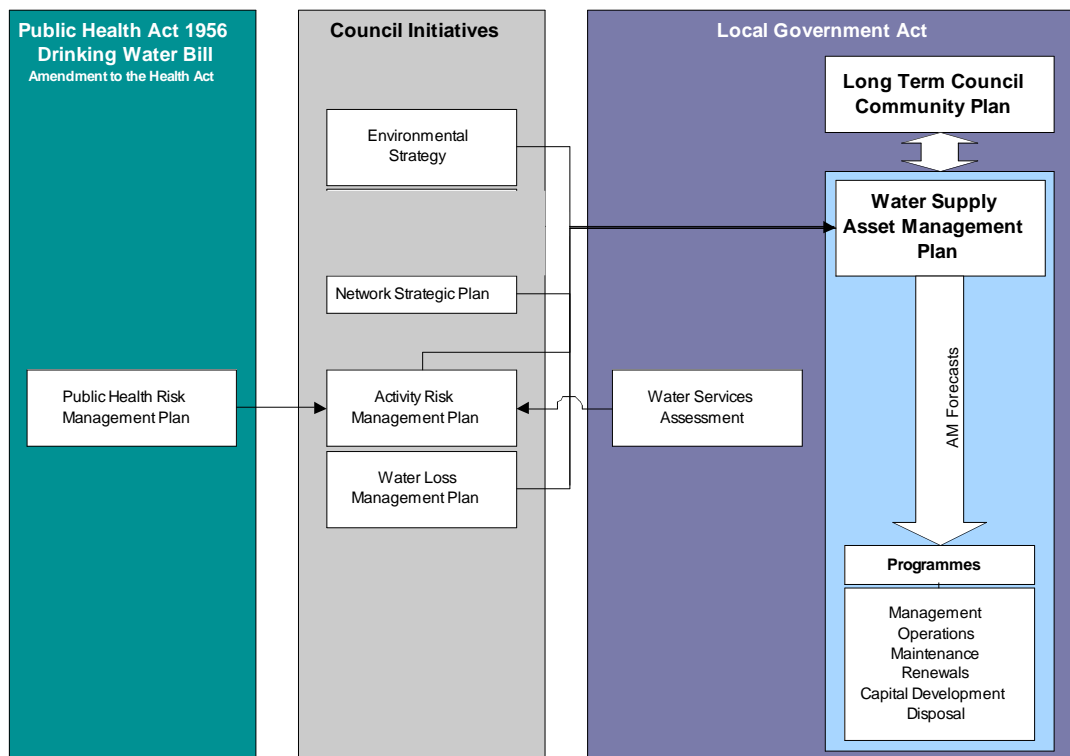 Public Health Act 1956
Drinking Water Bill
Amendment to the Health Act
Council Initiatives
Local Government Act
Long Term Council
Community Plan
Environmental
Strategy
Water Supply
Asset Management
Plan
Network Strategic Plan
AM Forecasts
Public Health Risk
Management Plan
Activity Risk
Management Plan
Water Services
Assessment
Water Loss
Management Plan
Programmes
Management
Operations
Maintenance
Renewals
Capital Development
Disposal